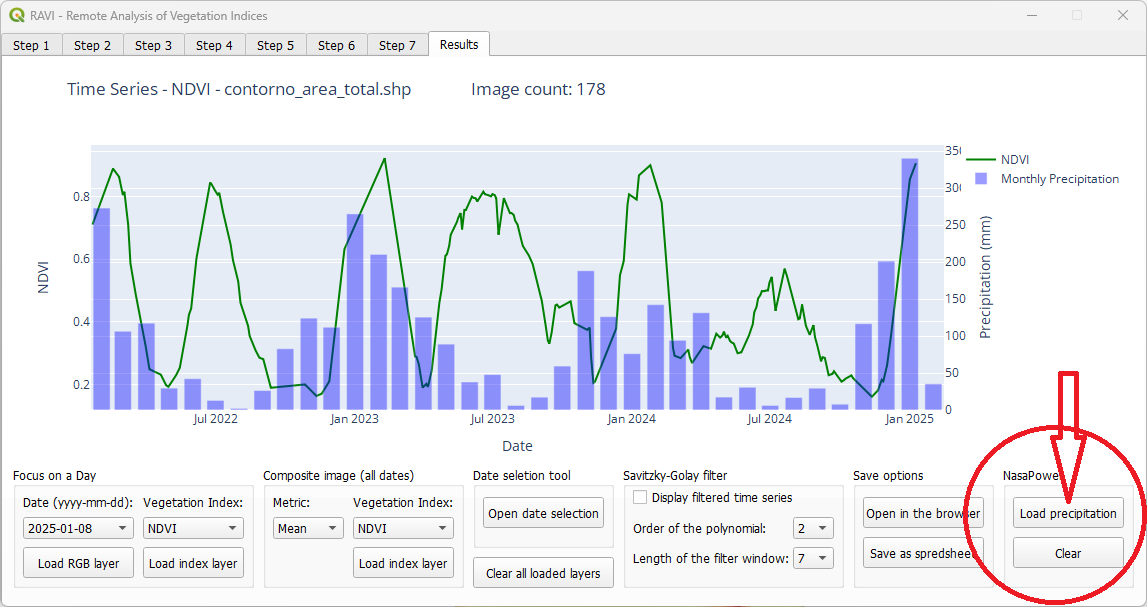 RAVI - Remote Analysis of Vegetation Indices
Step 1 Step 2 Step 3 Step 4 Step 5 Step 6 Step 7 Results
Time Series - NDVI - contorno_area_total.shp Image count: 178
NDVI
0.8
0.6
0.4
0.2
350
300
250
200
150
100
50
0
Precipitation (mm)
NDVI
Monthly Precipitation
Jul 2022 Jan 2023 Jul 2023 Jan 2024 Jul 2024 Jan 2025
Date
Focus on a Day
Date (yyyy-mm-dd): Vegetation Index:
2025-01-08 NDVI
Load RGB layer Load index layer
Composite image (all dates)
Metric: Vegetation Index:
Mean NDVI
Load index layer
Date seletion tool
Open date selection
Clear all loaded layers
Savitzky-Golay filter
Display filtered time series
Order of the polynomial: 2
Length of the filter window: 7
Save options
Open in the browser
Save as spredsheet
NasaPower
Load precipitation
Clear